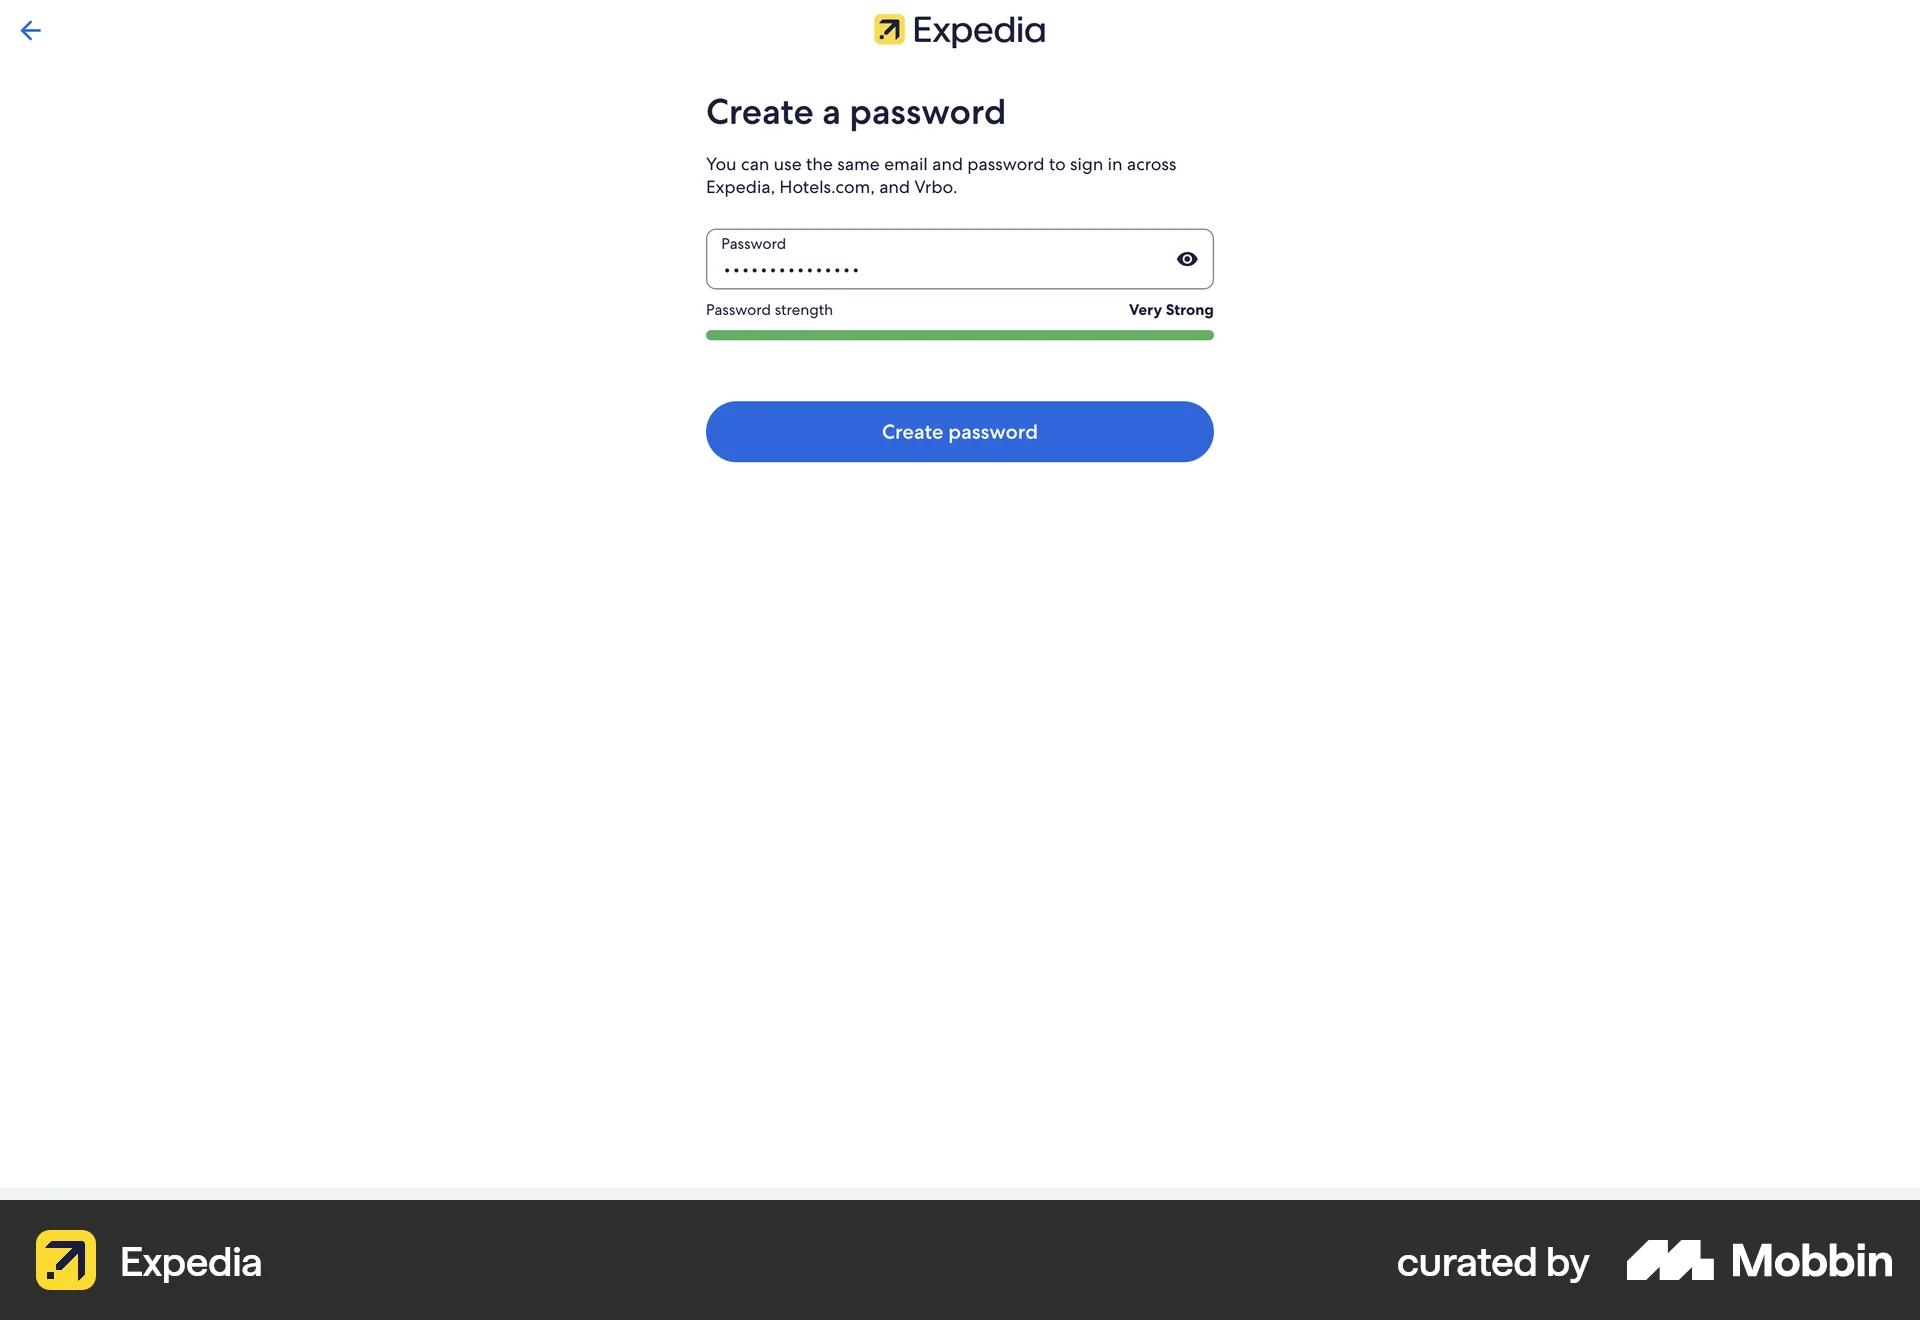 Expedia
Create a password
You can use the same email and password to sign in across
Expedia, Hotels.com, and Vrbo.
Password
•••••••••••••••
Password strength
Very Strong
Create password
Expedia
curated by
Mobbin